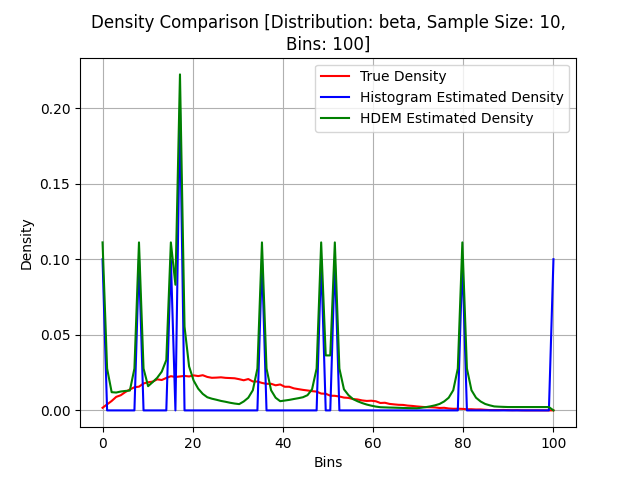 Density Comparison [Distribution: beta, Sample Size: 10,
Bins: 100]
True Density
Histogram Estimated Density
HDEM Estimated Density
Density
0.20
0.15
0.10
0.05
0.00
0 20 40 60 80 100
Bins